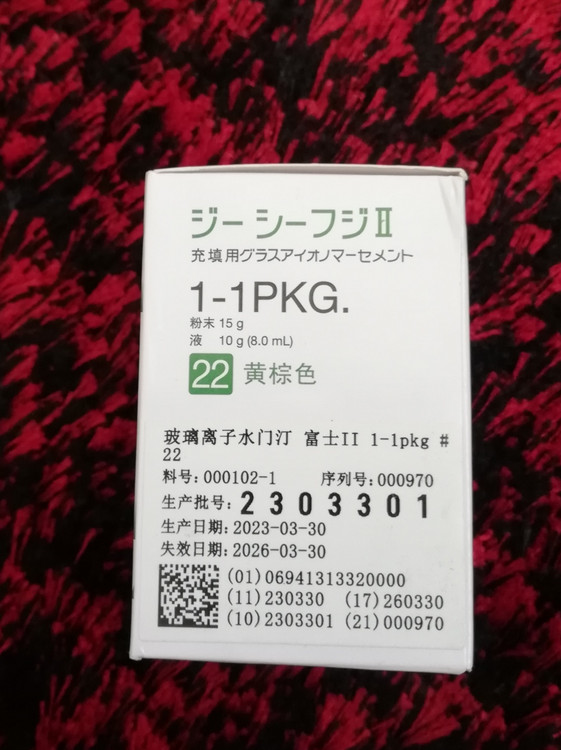 ジーシーフジII
充填用グラスアイオノマーセメント
1-1PKG.
粉末 15 g
液 10 g (8.0 mL)
22 黄棕色
玻璃离子水门汀 富士II 1-1pkg #
22
料号:000102-1 序列号:000970
生产批号:2303301
生产日期:2023-03-30
失效日期:2026-03-30
(01)06941313320000
(11)230330 (17)260330
(10)2303301 (21)000970